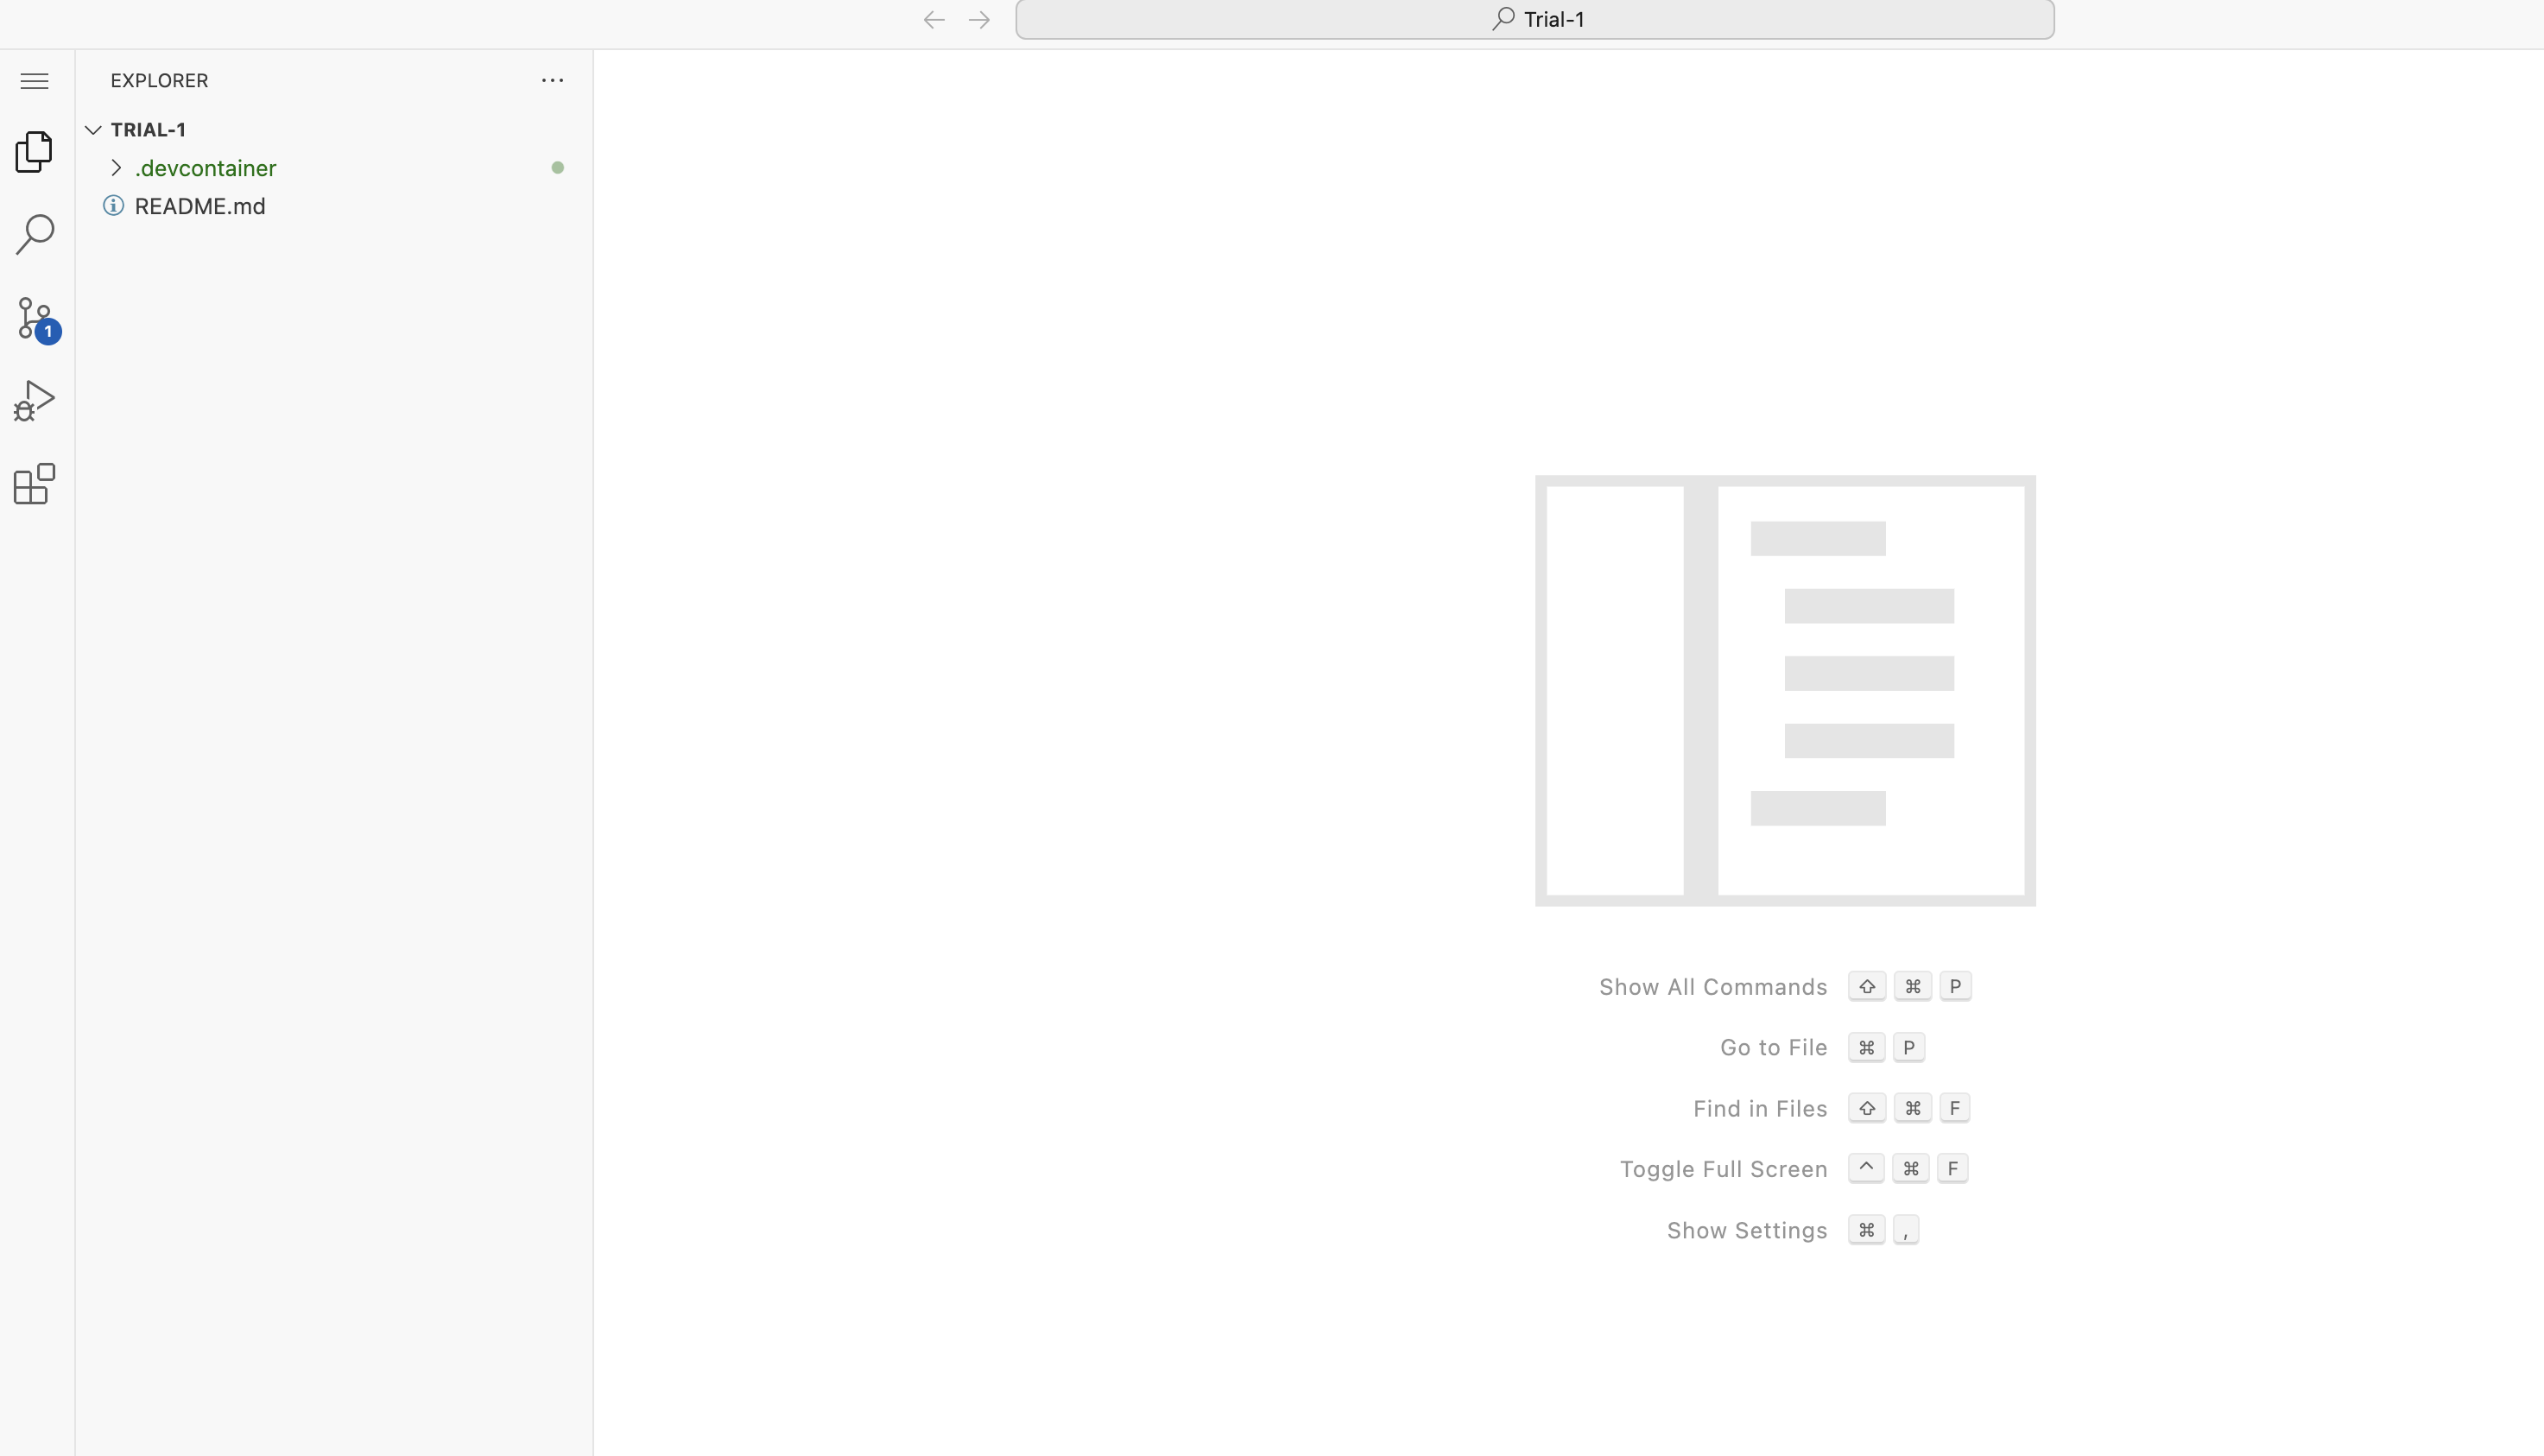 Trial-1
EXPLORER
TRIAL-1
.devcontainer
README.md
1
Show All Commands ⇧ ⌘ P
Go to File ⌘ P
Find in Files ⇧ ⌘ F
Toggle Full Screen ^ ⌘ F
Show Settings ⌘ ,